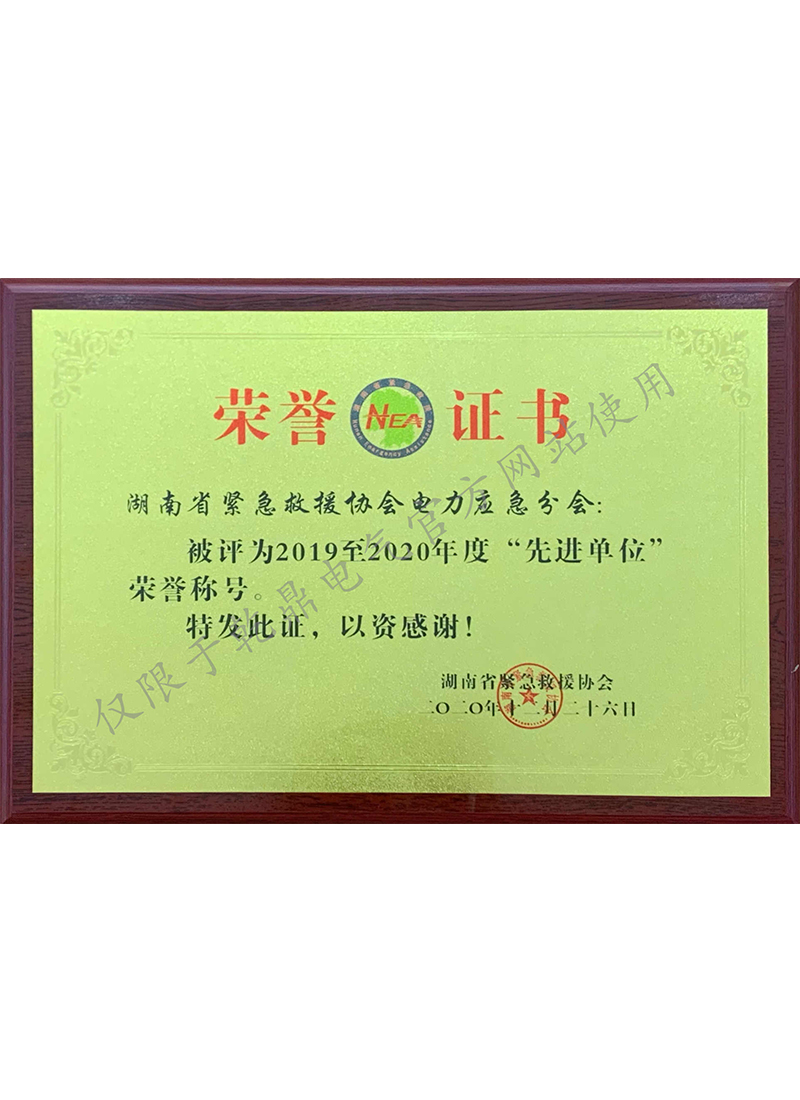 荣誉 NEA 证书
湖南省紧急救援协会电力应急分会：
被评为2019至2020年度“先进单位”
荣誉称号。
特发此证，以资感谢！
湖南省紧急救援协会
二〇二〇年十二月二十六日
仅限于乾鼎电气官方网站使用